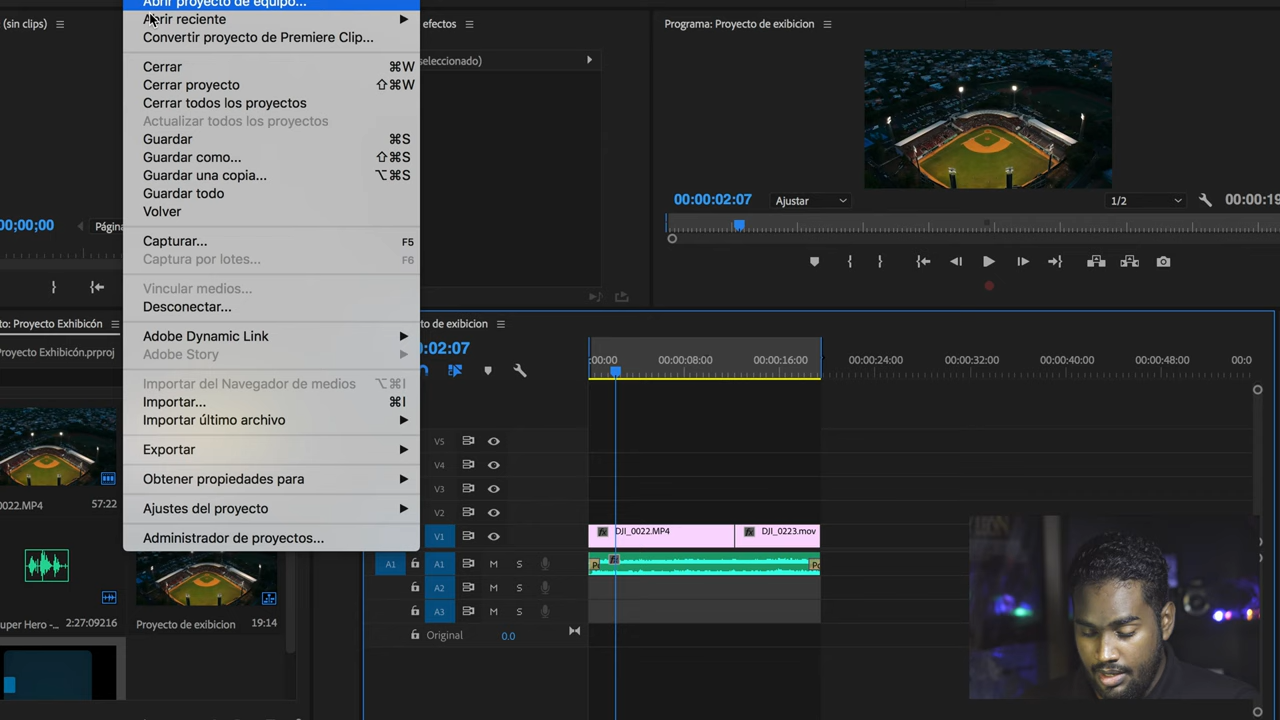 Abrir proyecto de equipo...
Abrir reciente
Convertir proyecto de Premiere Clip...
Cerrar ⌘W
Cerrar proyecto ⇧⌘W
Cerrar todos los proyectos
Actualizar todos los proyectos
Guardar ⌘S
Guardar como... ⇧⌘S
Guardar una copia... ⌥⌘S
Guardar todo
Volver
Capturar... F5
Captura por lotes... F6
Vincular medios...
Desconectar...
Adobe Dynamic Link
Adobe Story
Importar del Navegador de medios ⌥⌘I
Importar... ⌘I
Importar último archivo
Exportar
Obtener propiedades para
Ajustes del proyecto
Administrador de proyectos...
(sin clips)
00;00;00
Págin
efectos
seleccionado)
Programa: Proyecto de exibicion
00:00:02:07 Ajustar 1/2 00:00:19
to: Proyecto Exhibicón
royecto Exhibicón.prproj
0022.MP4 57:22
uper Hero -... 2:27:09216
Proyecto de exibicion 19:14
to de exibicion
:02:07
:00:00 00:00:08:00 00:00:16:00 00:00:24:00 00:00:32:00 00:00:40:00 00:00:48:00 00:0
V5
V4
V3
V2
V1 DJI_0022.MP4 DJI_0223.mov
A1 A1 M S
A2 M S
A3 M S
Original 0.0